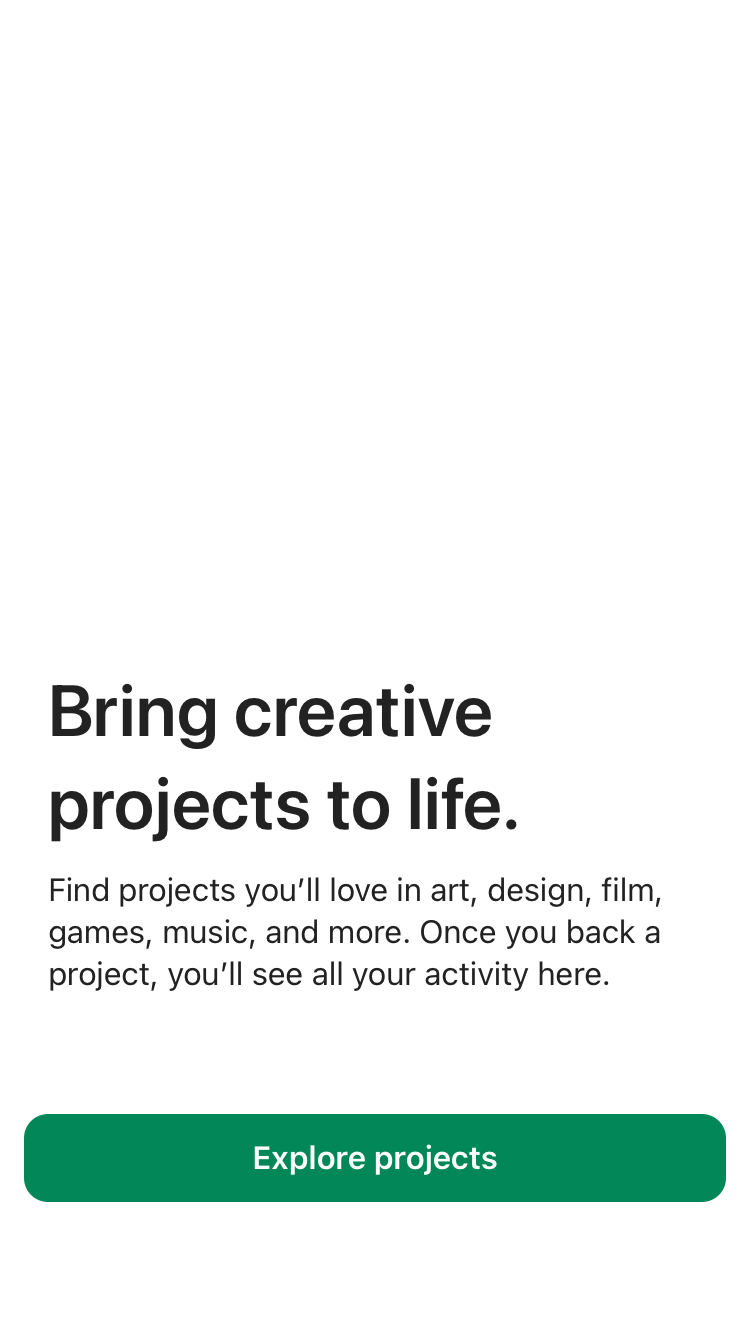 Bring creative
projects to life.
Find projects you’ll love in art, design, film,
games, music, and more. Once you back a
project, you’ll see all your activity here.
Explore projects